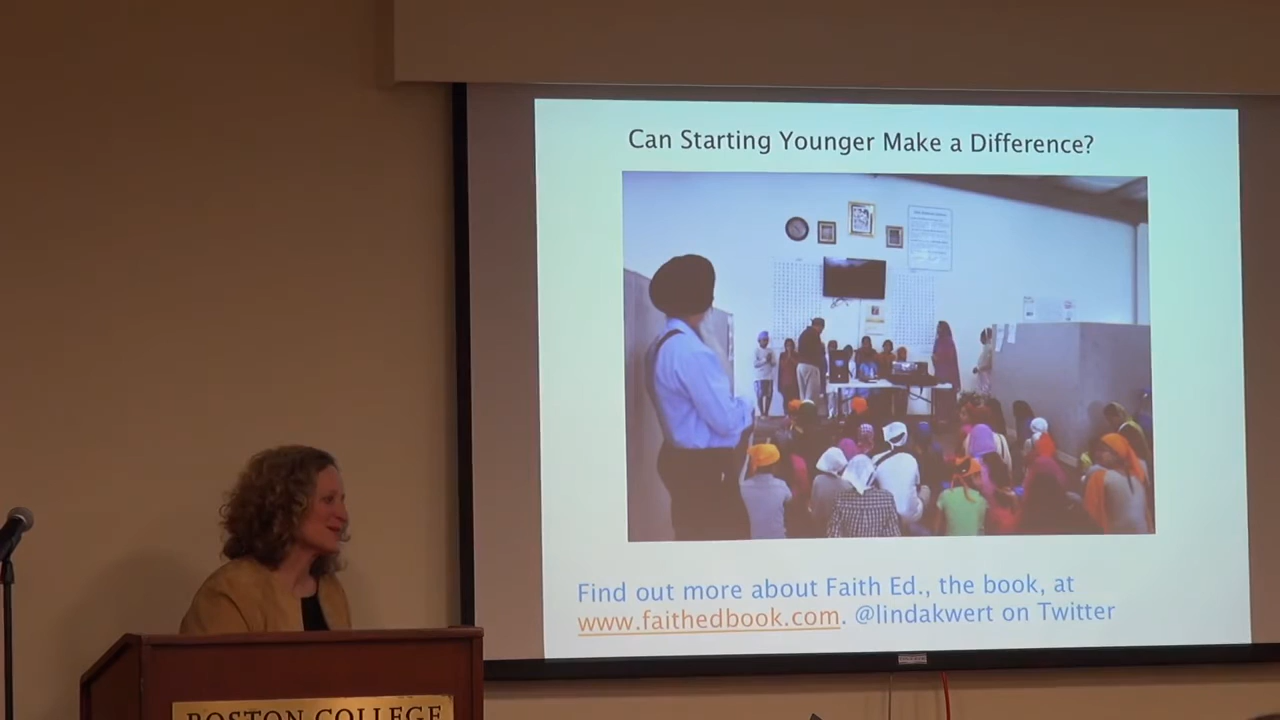 Can Starting Younger Make a Difference?
Find out more about Faith Ed., the book, at
www.faithedbook.com. @lindakwert on Twitter
BOSTON COLLEGE